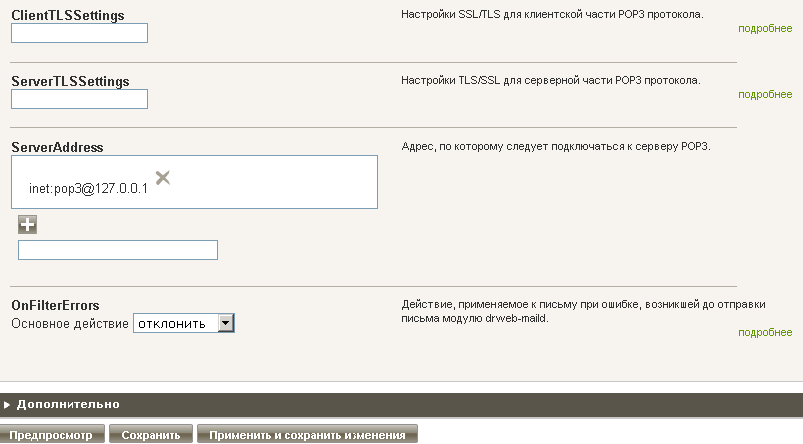 ClientTLSSettings
Настройки SSL/TLS для клиентской части POP3 протокола.
подробнее
ServerTLSSettings
Настройки TLS/SSL для серверной части POP3 протокола.
подробнее
ServerAddress
Адрес, по которому следует подключаться к серверу POP3.
inet:pop3@127.0.0.1
OnFilterErrors
Действие, применяемое к письму при ошибке, возникшей до отправки
письма модулю drweb-maild.
Основное действие отклонить
подробнее
Дополнительно
Предпросмотр Сохранить Применить и сохранить изменения